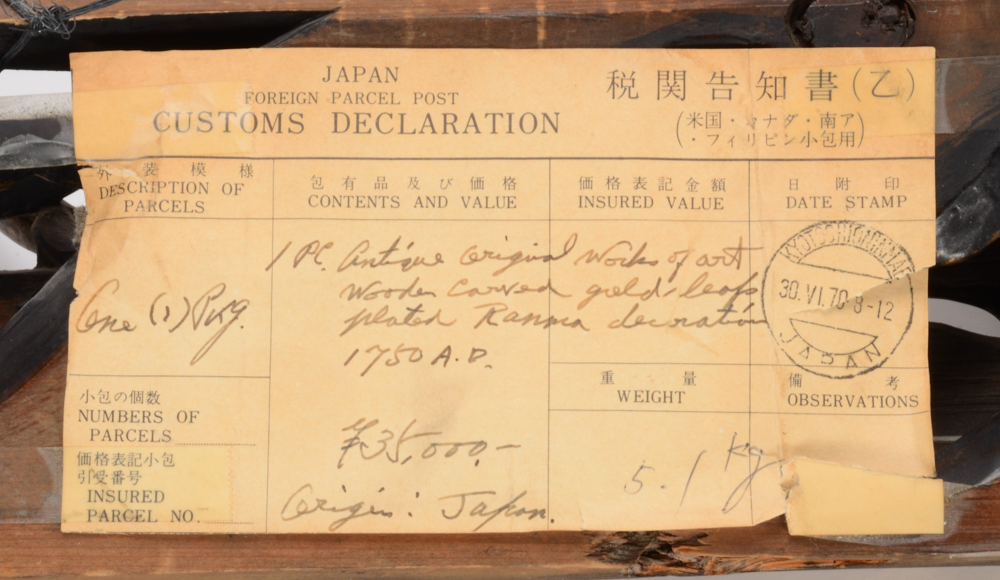 JAPAN
FOREIGN PARCEL POST
CUSTOMS DECLARATION
税関告知書(乙)
(米国・カナダ・南ア
・フィリピン小包用)
外装模様
DESCRIPTION OF
PARCELS
包有品及び価格
CONTENTS AND VALUE
価格表記金額
INSURED VALUE
日附印
DATE STAMP
One (1) Pkg.
1 PC. Antique Original Works of art
Wooden Carved gold-leafs
plated Ranma decoration
1750 A.D.
¥35,000.-
Origin: Japan.
30.VI.70 8-12
JAPAN
小包の個数
NUMBERS OF
PARCELS
価格表記小包
引受番号
INSURED
PARCEL NO.
重量
WEIGHT
5.1 kg.
備考
OBSERVATIONS